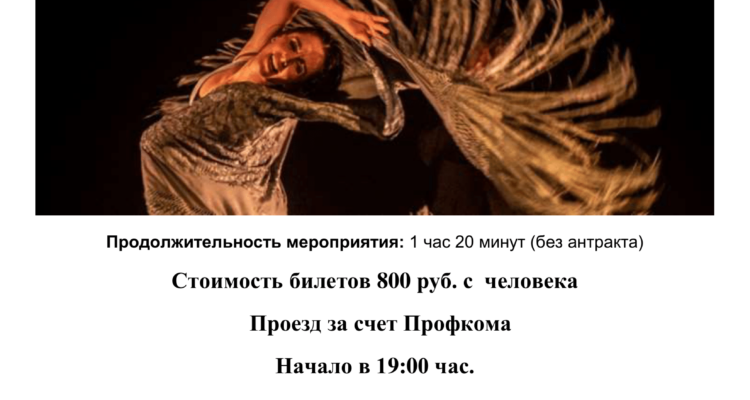 Продолжительность мероприятия: 1 час 20 минут (без антракта)
Стоимость билетов 800 руб. с  человека
Проезд за счет Профкома
Начало в 19:00 час.